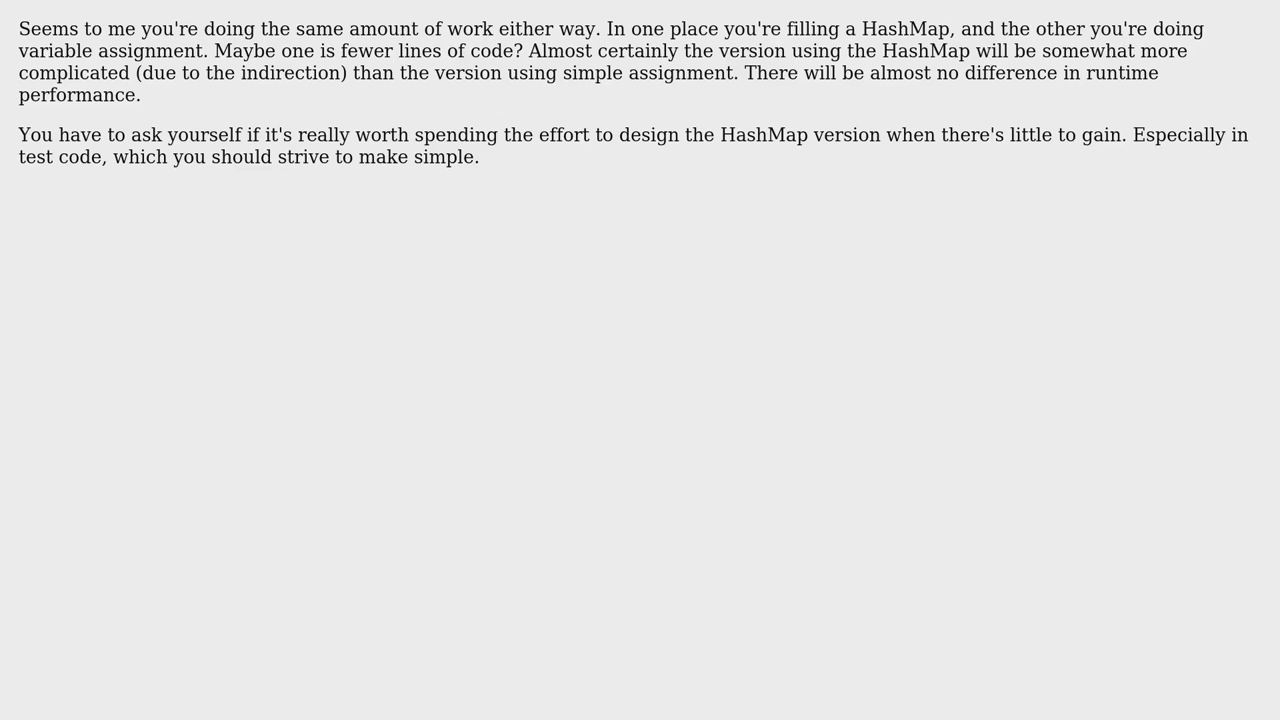 Seems to me you're doing the same amount of work either way. In one place you're filling a HashMap, and the other you're doing
variable assignment. Maybe one is fewer lines of code? Almost certainly the version using the HashMap will be somewhat more
complicated (due to the indirection) than the version using simple assignment. There will be almost no difference in runtime
performance.
You have to ask yourself if it's really worth spending the effort to design the HashMap version when there's little to gain. Especially in
test code, which you should strive to make simple.